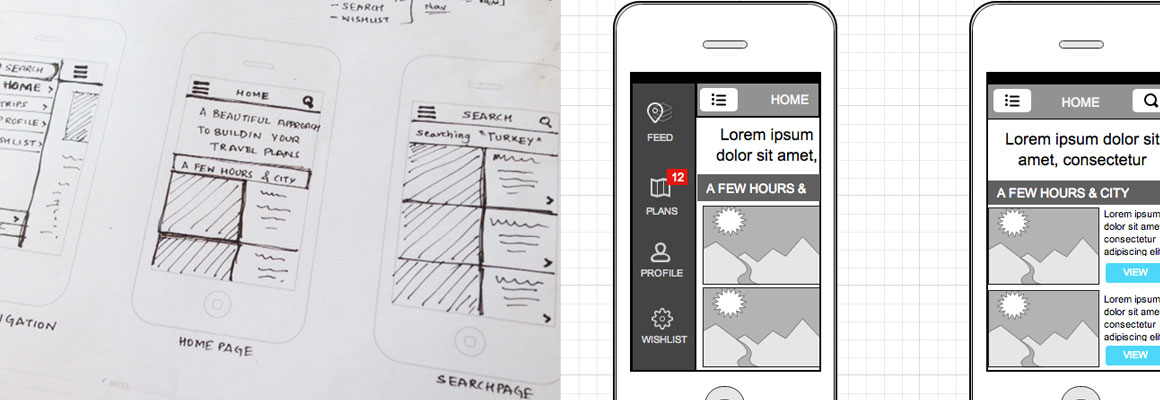 - SEARCH
- WISHLIST
Nav
SEARCH
HOME >
TRIPS >
PROFILE >
SHLIST >
IGATION
HOME
A BEAUTIFUL APPROACH
TO BUILDIN YOUR
TRAVEL PLANS
A FEW HOURS & CITY
HOME PAGE
SEARCH
searching "TURKEY"
SEARCHPAGE
FEED
12
PLANS
PROFILE
WISHLIST
HOME
Lorem ipsum
dolor sit amet,
A FEW HOURS &
HOME
Lorem ipsum dolor sit
amet, consectetur
A FEW HOURS & CITY
Lorem ipsum
dolor sit ame
consectetur
adipiscing elit
VIEW
Lorem ipsum
dolor sit ame
consectetur
adipiscing elit
VIEW